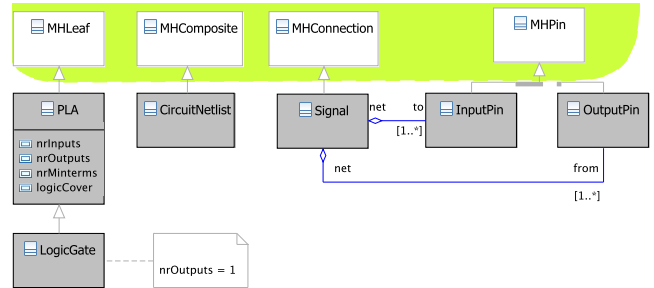 MHLeaf
MHComposite
MHConnection
MHPin
PLA
CircuitNetlist
Signal
net
to
[1..*]
InputPin
OutputPin
nrInputs
nrOutputs
nrMinterms
logicCover
net
from
[1..*]
LogicGate
nrOutputs = 1